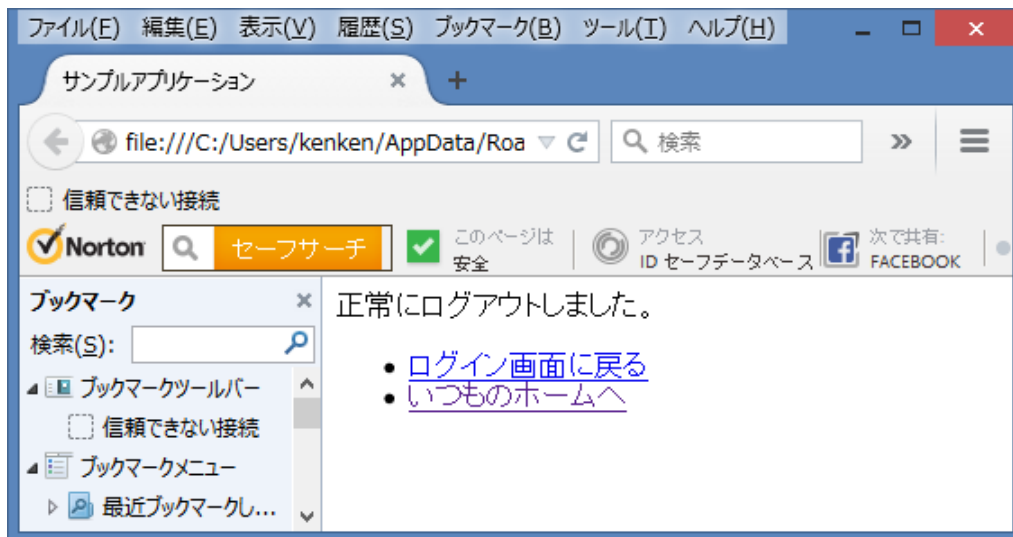 ファイル(F) 編集(E) 表示(V) 履歴(S) ブックマーク(B) ツール(T) ヘルプ(H)
サンプルアプリケーション
file:///C:/Users/kenken/AppData/Roa 検索
信頼できない接続
Norton セーフサーチ このページは 安全 アクセス ID セーフデータベース 次で共有: FACEBOOK
ブックマーク
検索(S):
ブックマークツールバー
信頼できない接続
ブックマークメニュー
最近ブックマークし...
正常にログアウトしました。
ログイン画面に戻る
いつものホームへ